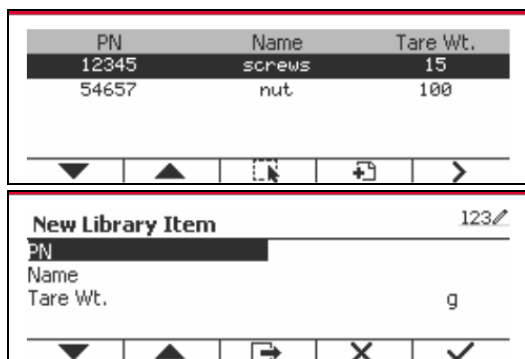 PN Name Tare Wt.
12345 screws 15
54657 nut 100
New Library Item 123
PN
Name
Tare Wt. g